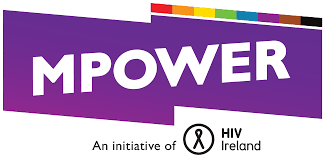 MPOWER
An initiative of HIV
Ireland